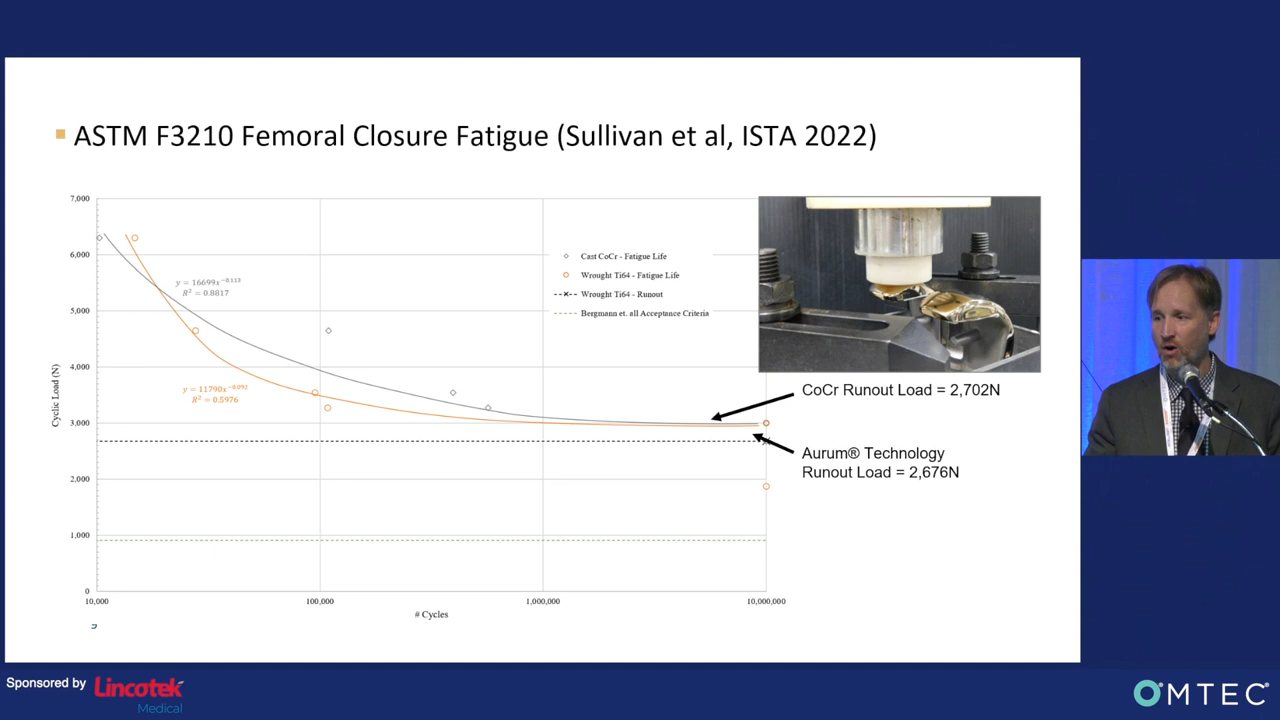 ASTM F3210 Femoral Closure Fatigue (Sullivan et al, ISTA 2022)
7,000
6,000
5,000
4,000
3,000
2,000
1,000
0
Cyclic Load (N)
10,000
100,000
1,000,000
10,000,000
# Cycles
y = 16699x^-0.113
R² = 0.8817
y = 11790x^-0.092
R² = 0.5976
Cast CoCr - Fatigue Life
Wrought Ti64 - Fatigue Life
Wrought Ti64 - Runout
Bergmann et. all Acceptance Criteria
CoCr Runout Load = 2,702N
Aurum® Technology
Runout Load = 2,676N
Sponsored by
Lincotek
Medical
OMTEC®